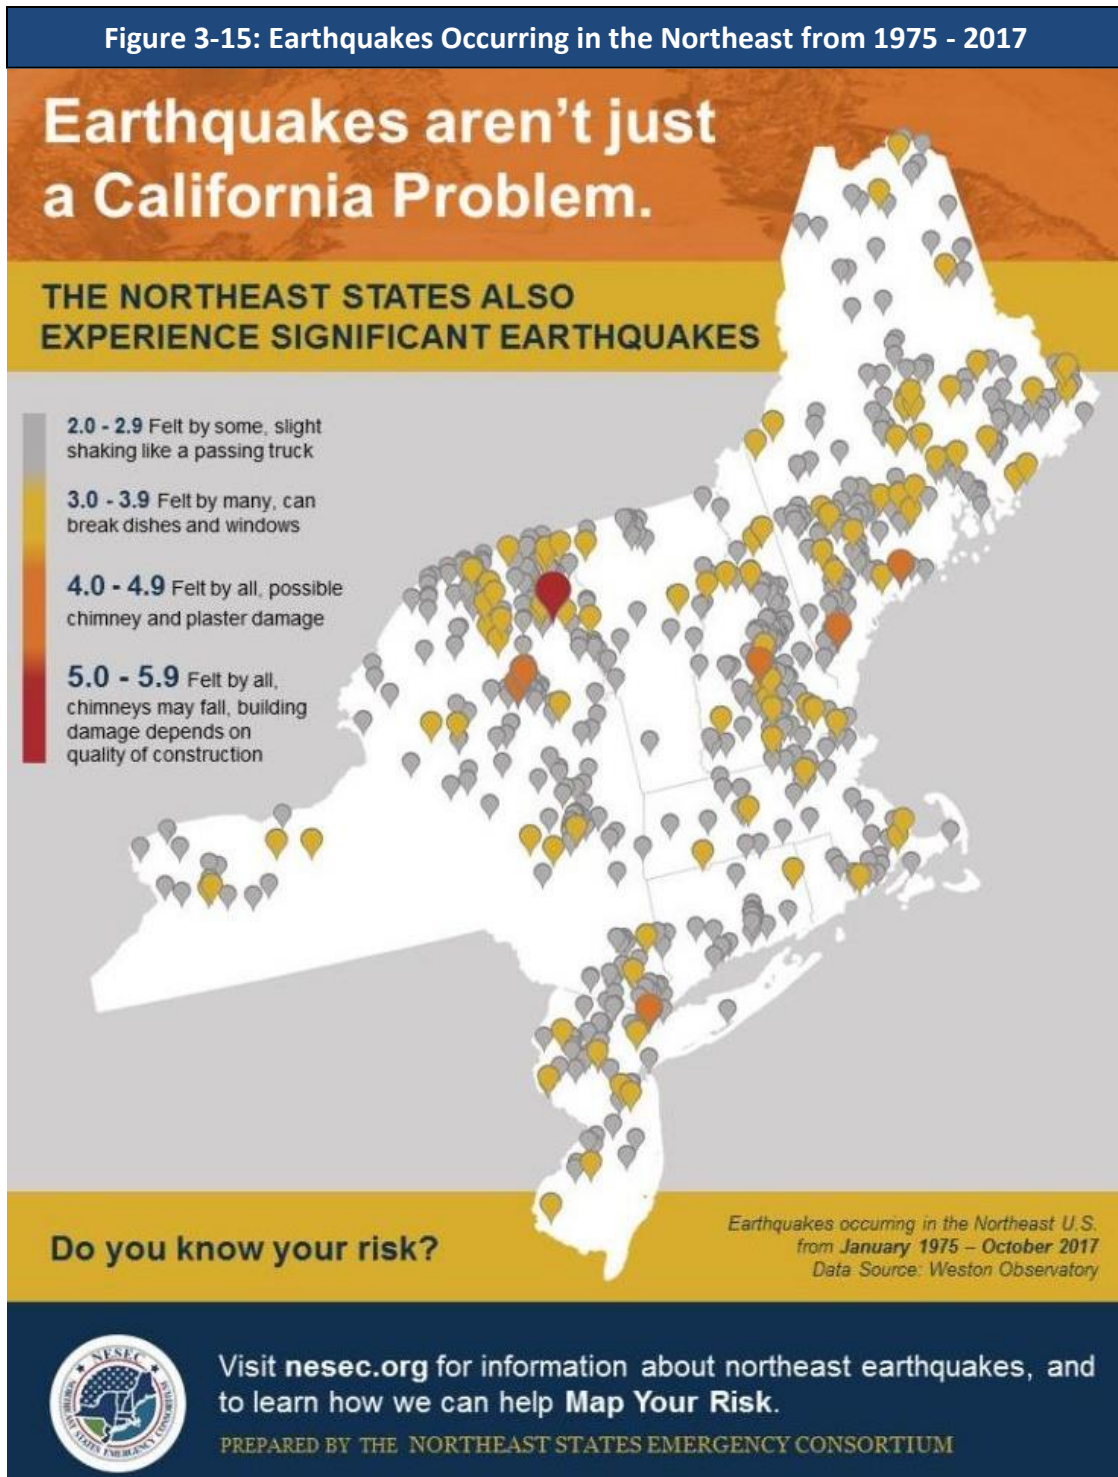 Figure 3-15: Earthquakes Occurring in the Northeast from 1975 - 2017
Earthquakes aren't just
a California Problem.
THE NORTHEAST STATES ALSO
EXPERIENCE SIGNIFICANT EARTHQUAKES
2.0 - 2.9 Felt by some, slight
shaking like a passing truck
3.0 - 3.9 Felt by many, can
break dishes and windows
4.0 - 4.9 Felt by all, possible
chimney and plaster damage
5.0 - 5.9 Felt by all,
chimneys may fall, building
damage depends on
quality of construction
Do you know your risk?
Earthquakes occurring in the Northeast U.S.
from January 1975 – October 2017
Data Source: Weston Observatory
NESEC
NORTHEAST STATES EMERGENCY CONSORTIUM
Visit nesec.org for information about northeast earthquakes, and
to learn how we can help Map Your Risk.
PREPARED BY THE NORTHEAST STATES EMERGENCY CONSORTIUM